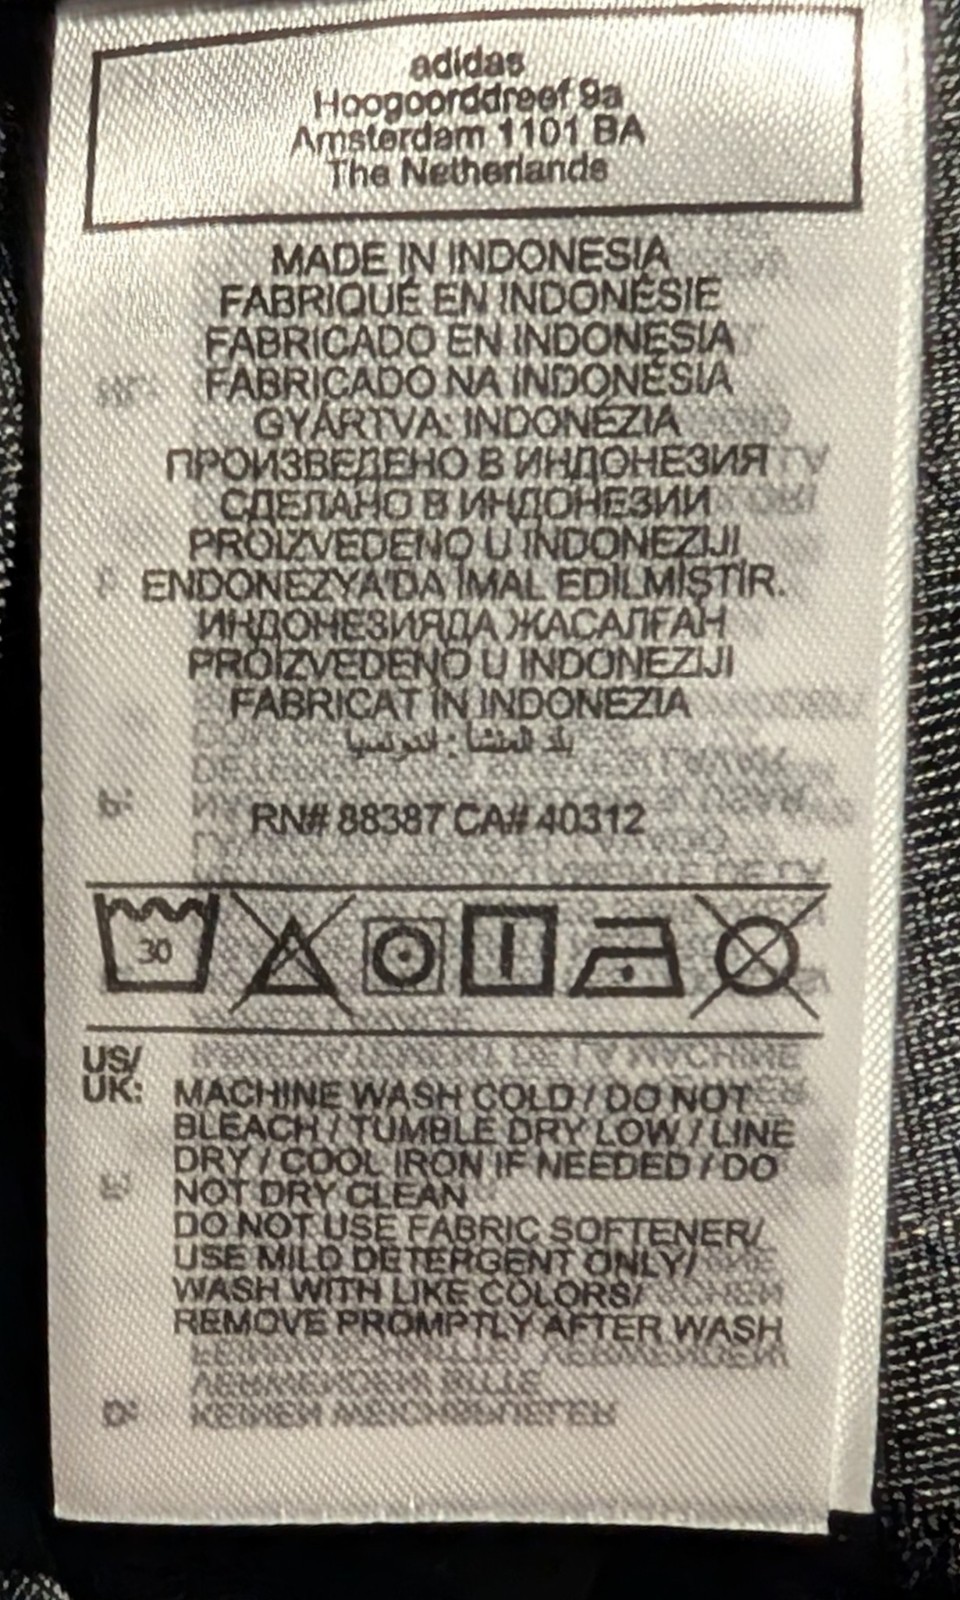 adidas
Hoogoorddreef 9a
Amsterdam 1101 BA
The Netherlands
MADE IN INDONESIA
FABRIQUÉ EN INDONÉSIE
FABRICADO EN INDONESIA
FABRICADO NA INDONÉSIA
GYÁRTVA: INDONÉZIA
ПРОИЗВЕДЕНО В ИНДОНЕЗИЯ
СДЕЛАНО В ИНДОНЕЗИИ
PROIZVEDENO U INDONEZIJI
ENDONEZYA'DA İMAL EDİLMİŞTİR.
ИНДОНЕЗИЯДА ЖАСАЛҒАН
PROIZVEDENO U INDONEZIJI
FABRICAT ÎN INDONEZIA
بلد المنشأ: اندونسيا
RN# 88387 CA# 40312
30
US/
UK: MACHINE WASH COLD / DO NOT
BLEACH / TUMBLE DRY LOW / LINE
DRY / COOL IRON IF NEEDED / DO
NOT DRY CLEAN
DO NOT USE FABRIC SOFTENER/
USE MILD DETERGENT ONLY/
WASH WITH LIKE COLORS/
REMOVE PROMPTLY AFTER WASH